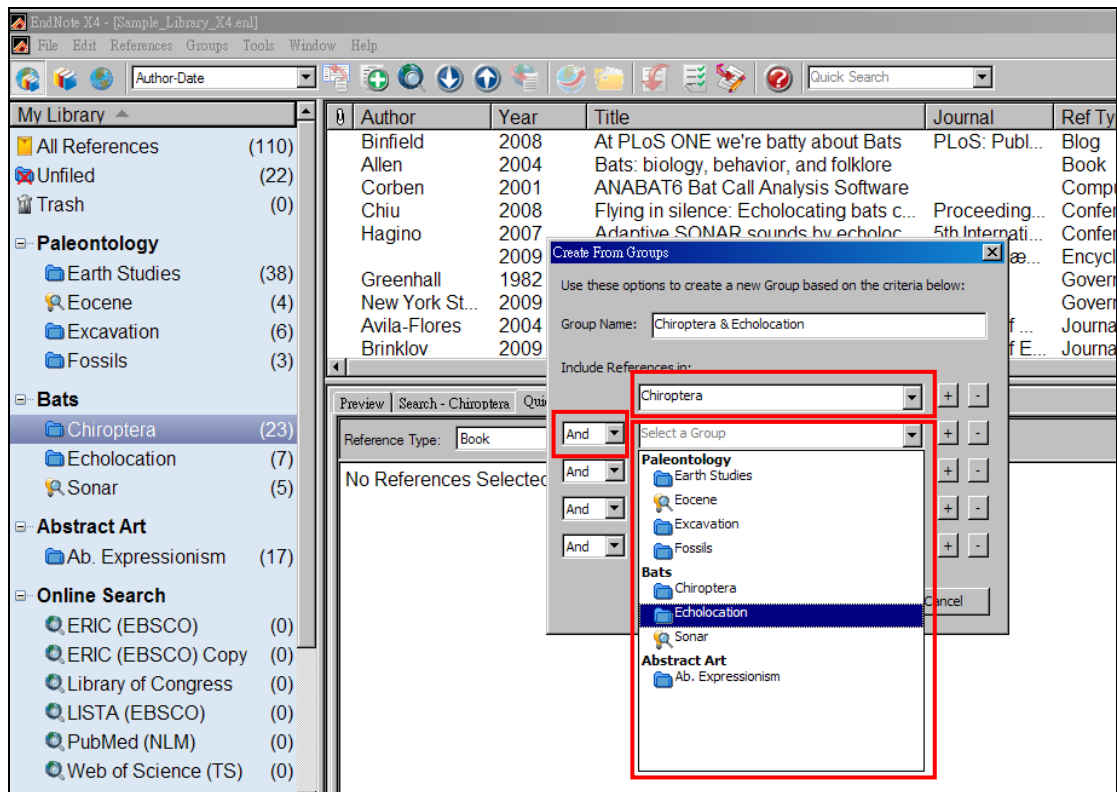 EndNote X4 - [Sample_Library_X4.enl]
File Edit References Groups Tools Window Help
Author-Date
Quick Search
My Library
All References (110)
Unfiled (22)
Trash (0)
Paleontology
Earth Studies (38)
Eocene (4)
Excavation (6)
Fossils (3)
Bats
Chiroptera (23)
Echolocation (7)
Sonar (5)
Abstract Art
Ab. Expressionism (17)
Online Search
ERIC (EBSCO) (0)
ERIC (EBSCO) Copy (0)
Library of Congress (0)
LISTA (EBSCO) (0)
PubMed (NLM) (0)
Web of Science (TS) (0)
Author Year Title Journal Ref Ty
Binfield 2008 At PLoS ONE we're batty about Bats PLoS: Publ... Blog
Allen 2004 Bats: biology, behavior, and folklore Book
Corben 2001 ANABAT6 Bat Call Analysis Software Compu
Chiu 2008 Flying in silence: Echolocating bats c... Proceeding... Confer
Hagino 2007 Adaptive SONAR sounds by echoloc... 5th Internati... Confer
2009 æ... Encycl
Greenhall 1982 Govern
New York St... 2009 Govern
Avila-Flores 2004 f ... Journa
Brinklov 2009 f E... Journa
Preview Search - Chiroptera Quic
Reference Type: Book
No References Selected
Create From Groups
Use these options to create a new Group based on the criteria below:
Group Name: Chiroptera & Echolocation
Include References in:
Chiroptera + -
And Select a Group + -
And + -
And + -
And + -
Paleontology
Earth Studies
Eocene
Excavation
Fossils
Bats
Chiroptera
Echolocation
Sonar
Abstract Art
Ab. Expressionism
Cancel